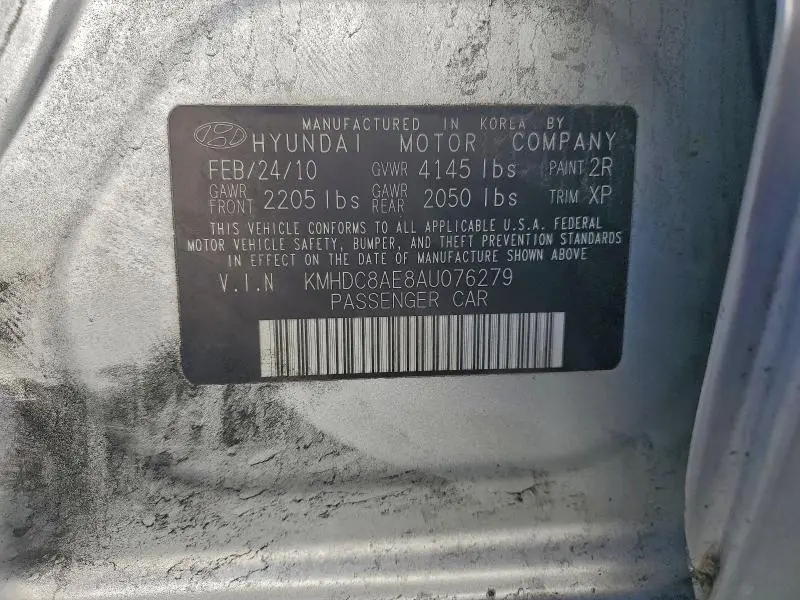 MANUFACTURED IN KOREA BY
HYUNDAI MOTOR COMPANY
FEB/24/10 GVWR 4145 lbs PAINT 2R
GAWR FRONT 2205 lbs GAWR REAR 2050 lbs TRIM XP
THIS VEHICLE CONFORMS TO ALL APPLICABLE U.S.A. FEDERAL
MOTOR VEHICLE SAFETY, BUMPER, AND THEFT PREVENTION STANDARDS
IN EFFECT ON THE DATE OF MANUFACTURE SHOWN ABOVE
V.I.N KMHDC8AE8AU076279
PASSENGER CAR